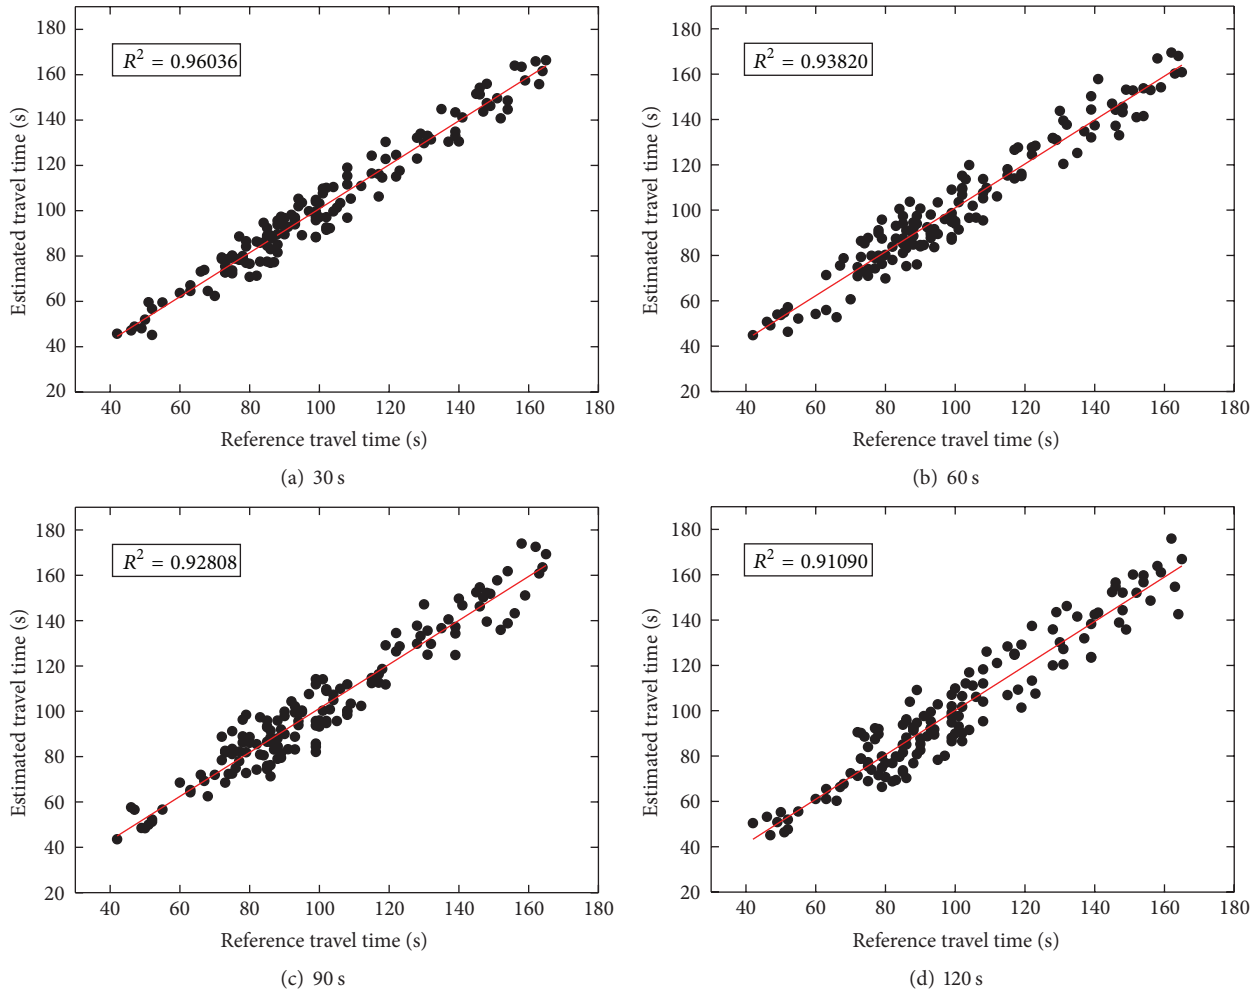 180
160
140
120
100
80
60
40
20
Estimated travel time (s)
R² = 0.96036
40 60 80 100 120 140 160 180
Reference travel time (s)
(a) 30 s
180
160
140
120
100
80
60
40
20
Estimated travel time (s)
R² = 0.93820
40 60 80 100 120 140 160 180
Reference travel time (s)
(b) 60 s
180
160
140
120
100
80
60
40
20
Estimated travel time (s)
R² = 0.92808
40 60 80 100 120 140 160 180
Reference travel time (s)
(c) 90 s
180
160
140
120
100
80
60
40
20
Estimated travel time (s)
R² = 0.91090
40 60 80 100 120 140 160 180
Reference travel time (s)
(d) 120 s